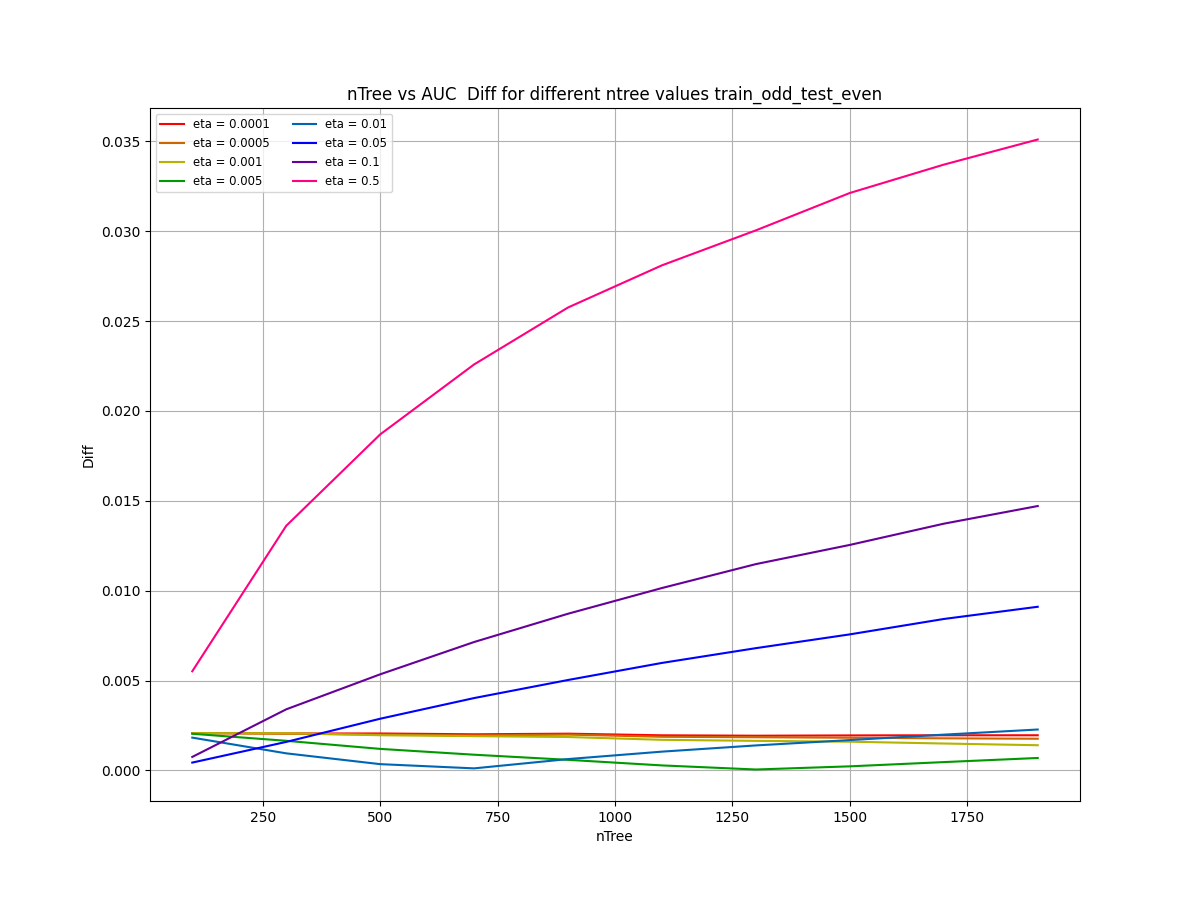 nTree vs AUC  Diff for different ntree values train_odd_test_even
eta = 0.0001
eta = 0.0005
eta = 0.001
eta = 0.005
eta = 0.01
eta = 0.05
eta = 0.1
eta = 0.5
0.035
0.030
0.025
0.020
0.015
0.010
0.005
0.000
Diff
250 500 750 1000 1250 1500 1750
nTree